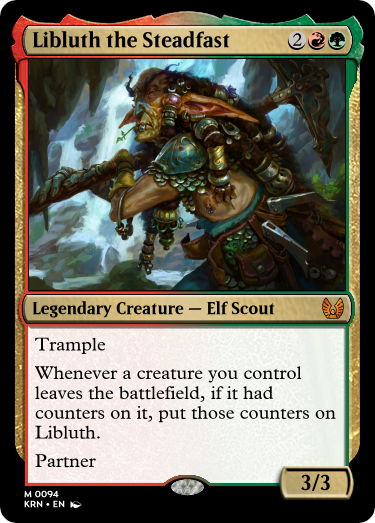 Libluth the Steadfast 2
Legendary Creature — Elf Scout
Trample
Whenever a creature you control
leaves the battlefield, if it had
counters on it, put those counters on
Libluth.
Partner
3/3
M 0094
KRN • EN